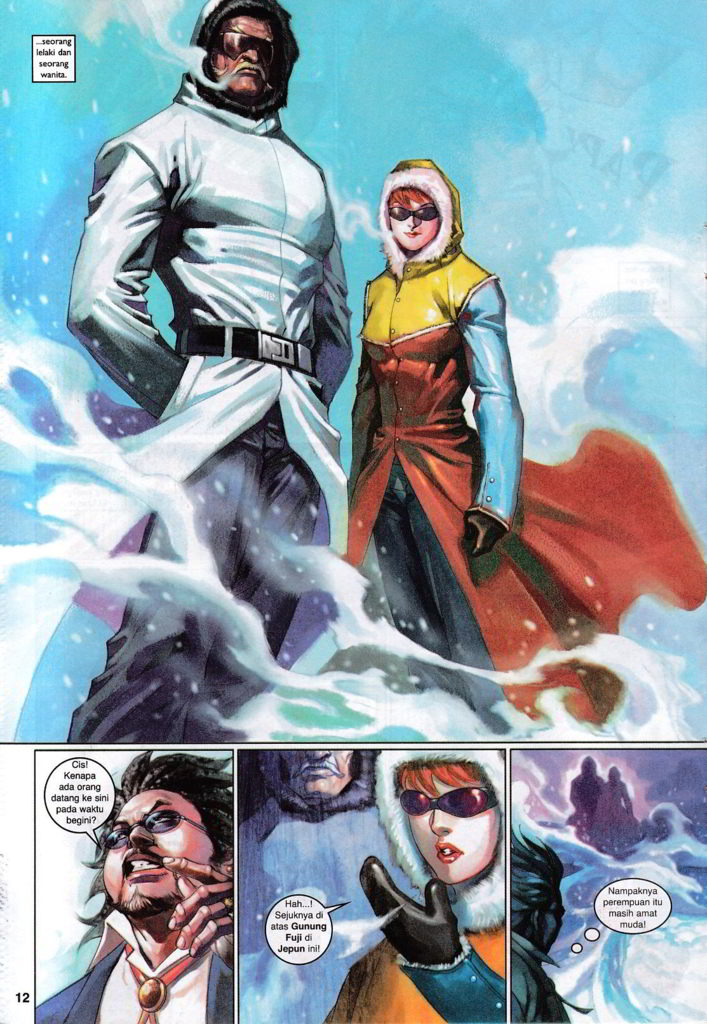 ...seorang
lelaki dan
seorang
wanita.
Cis!
Kenapa
ada orang
datang ke sini
pada waktu
begini?
Hah...!
Sejuknya di
atas Gunung
Fuji di
Jepun ini!
Nampaknya
perempuan itu
masih amat
muda!
12